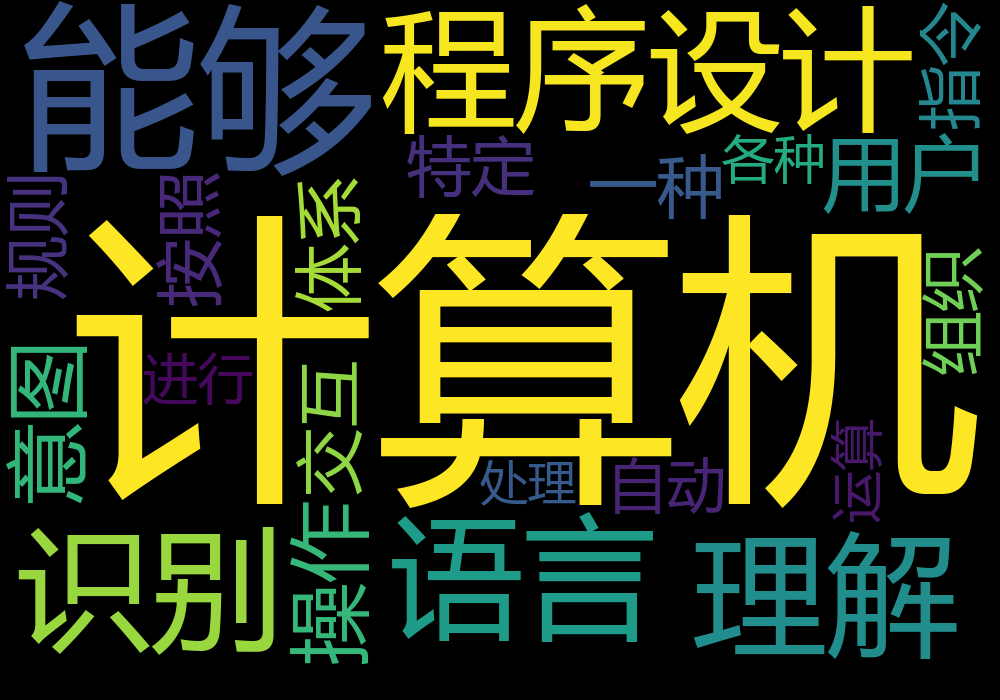 能够
程序设计
指令
特定
一种
各种
用户
规则
按照
体系
计算机
组织
意图
进行
交互
处理
自动
运算
识别
操作
语言
理解